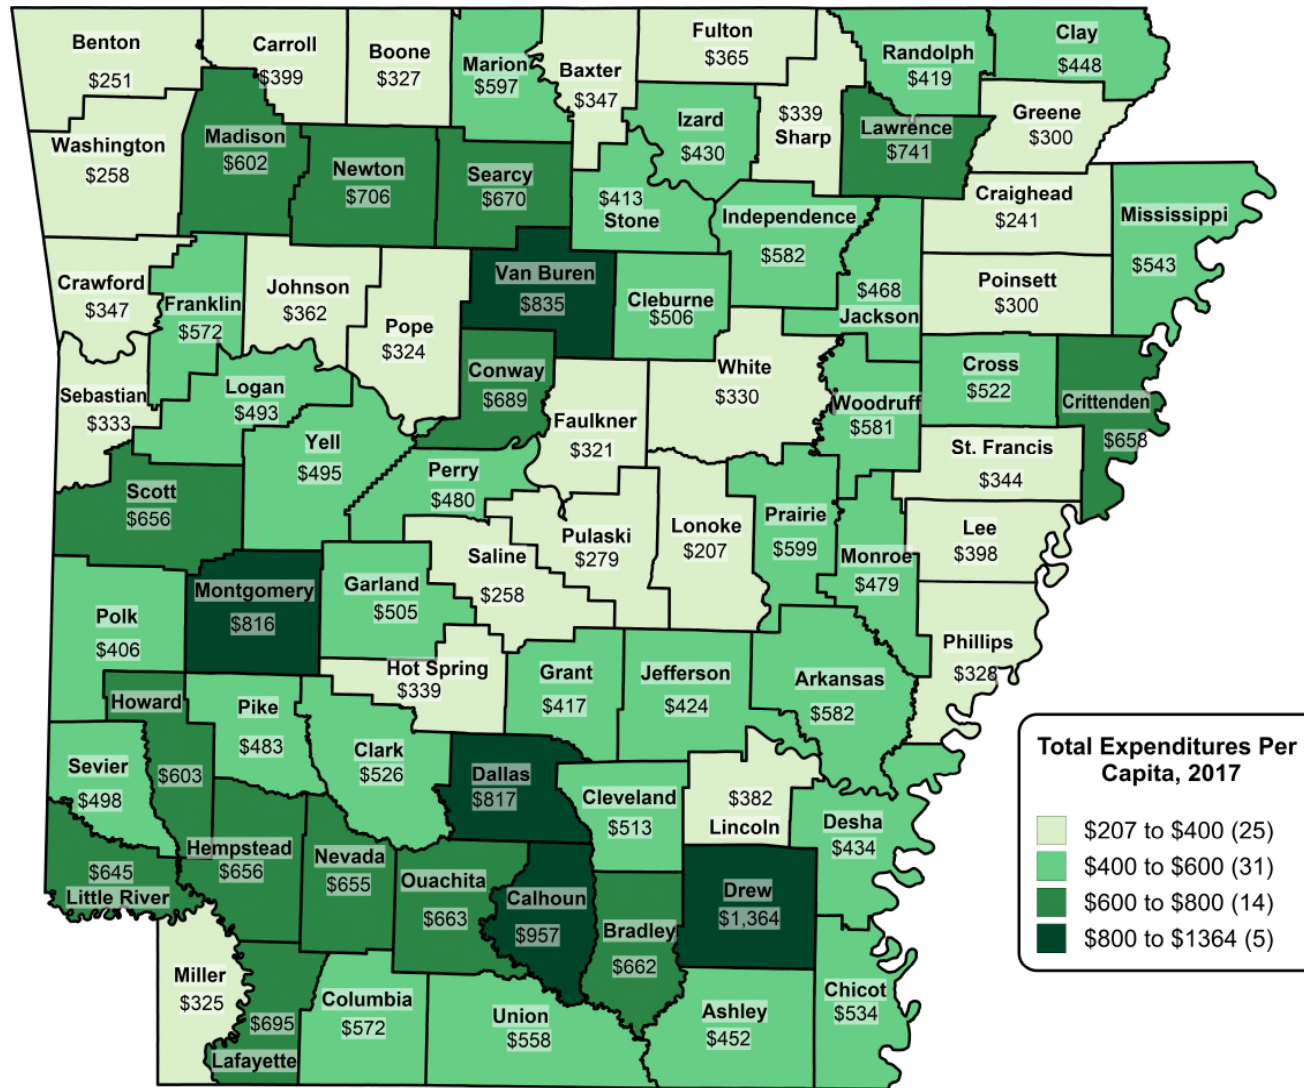 Benton
$251
Carroll
$399
Boone
$327
Marion
$597
Baxter
$347
Fulton
$365
Randolph
$419
Clay
$448
Washington
$258
Madison
$602
Newton
$706
Searcy
$670
$413
Stone
Izard
$430
$339
Sharp
Lawrence
$741
Greene
$300
Independence
$582
Craighead
$241
Mississippi
$543
Crawford
$347
Franklin
$572
Johnson
$362
Pope
$324
Van Buren
$835
Cleburne
$506
$468
Jackson
Poinsett
$300
Sebastian
$333
Logan
$493
Conway
$689
Faulkner
$321
White
$330
Woodruff
$581
Cross
$522
Crittenden
$658
Scott
$656
Yell
$495
Perry
$480
St. Francis
$344
Saline
$258
Pulaski
$279
Lonoke
$207
Prairie
$599
Monroe
$479
Lee
$398
Polk
$406
Montgomery
$816
Garland
$505
Hot Spring
$339
Grant
$417
Jefferson
$424
Arkansas
$582
Phillips
$328
Howard
$603
Pike
$483
Clark
$526
Sevier
$498
Dallas
$817
Cleveland
$513
$382
Lincoln
Desha
$434
$645
Little River
Hempstead
$656
Nevada
$655
Ouachita
$663
Calhoun
$957
Bradley
$662
Drew
$1,364
Miller
$325
$695
Lafayette
Columbia
$572
Union
$558
Ashley
$452
Chicot
$534
Total Expenditures Per
Capita, 2017
$207 to $400 (25)
$400 to $600 (31)
$600 to $800 (14)
$800 to $1364 (5)